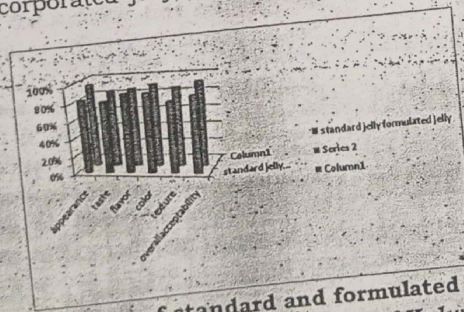 corporated
100%
80%
60%
40%
20%
0%
appearance
taste
flavor
color
texture
overall acceptability
Column1
standard jelly...
standard jelly formulated jelly
Series 2
Column1
of standard and formulated